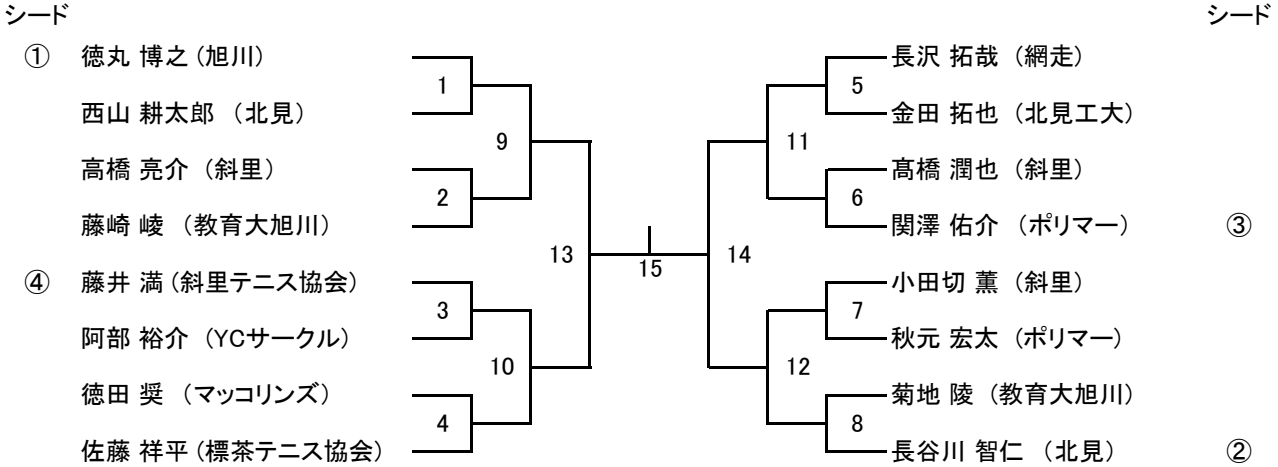 シード シード
① 徳丸 博之 (旭川) 長沢 拓哉 (網走)
1 5
西山 耕太郎 (北見) 金田 拓也 (北見工大)
9 11
高橋 亮介 (斜里) 髙橋 潤也 (斜里)
2 6
藤崎 崚 (教育大旭川) 関澤 佑介 (ポリマー) ③
13 15 14
④ 藤井 満 (斜里テニス協会) 小田切 薫 (斜里)
3 7
阿部 裕介 (YCサークル) 秋元 宏太 (ポリマー)
10 12
徳田 奨 (マッコリンズ) 菊地 陵 (教育大旭川)
4 8
佐藤 祥平 (標茶テニス協会) 長谷川 智仁 (北見) ②